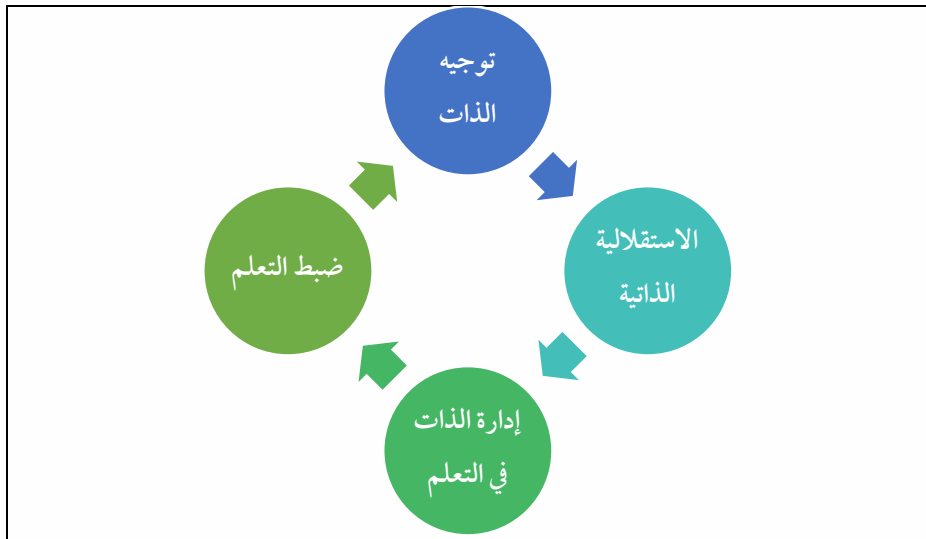 توجيه
الذات
الاستقلالية
الذاتية
إدارة الذات
في التعلم
ضبط التعلم